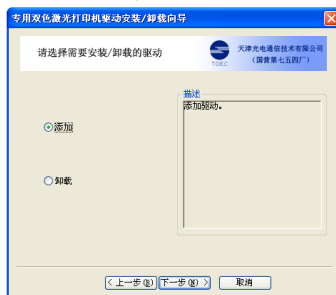 专用双色激光打印机驱动安装/卸载向导
请选择需要安装/卸载的驱动
TOEC
天津光电通信技术有限公司
(国营第七五四厂)
描述
添加驱动。
添加
卸载
< 上一步(B)
下一步(N) >
取消